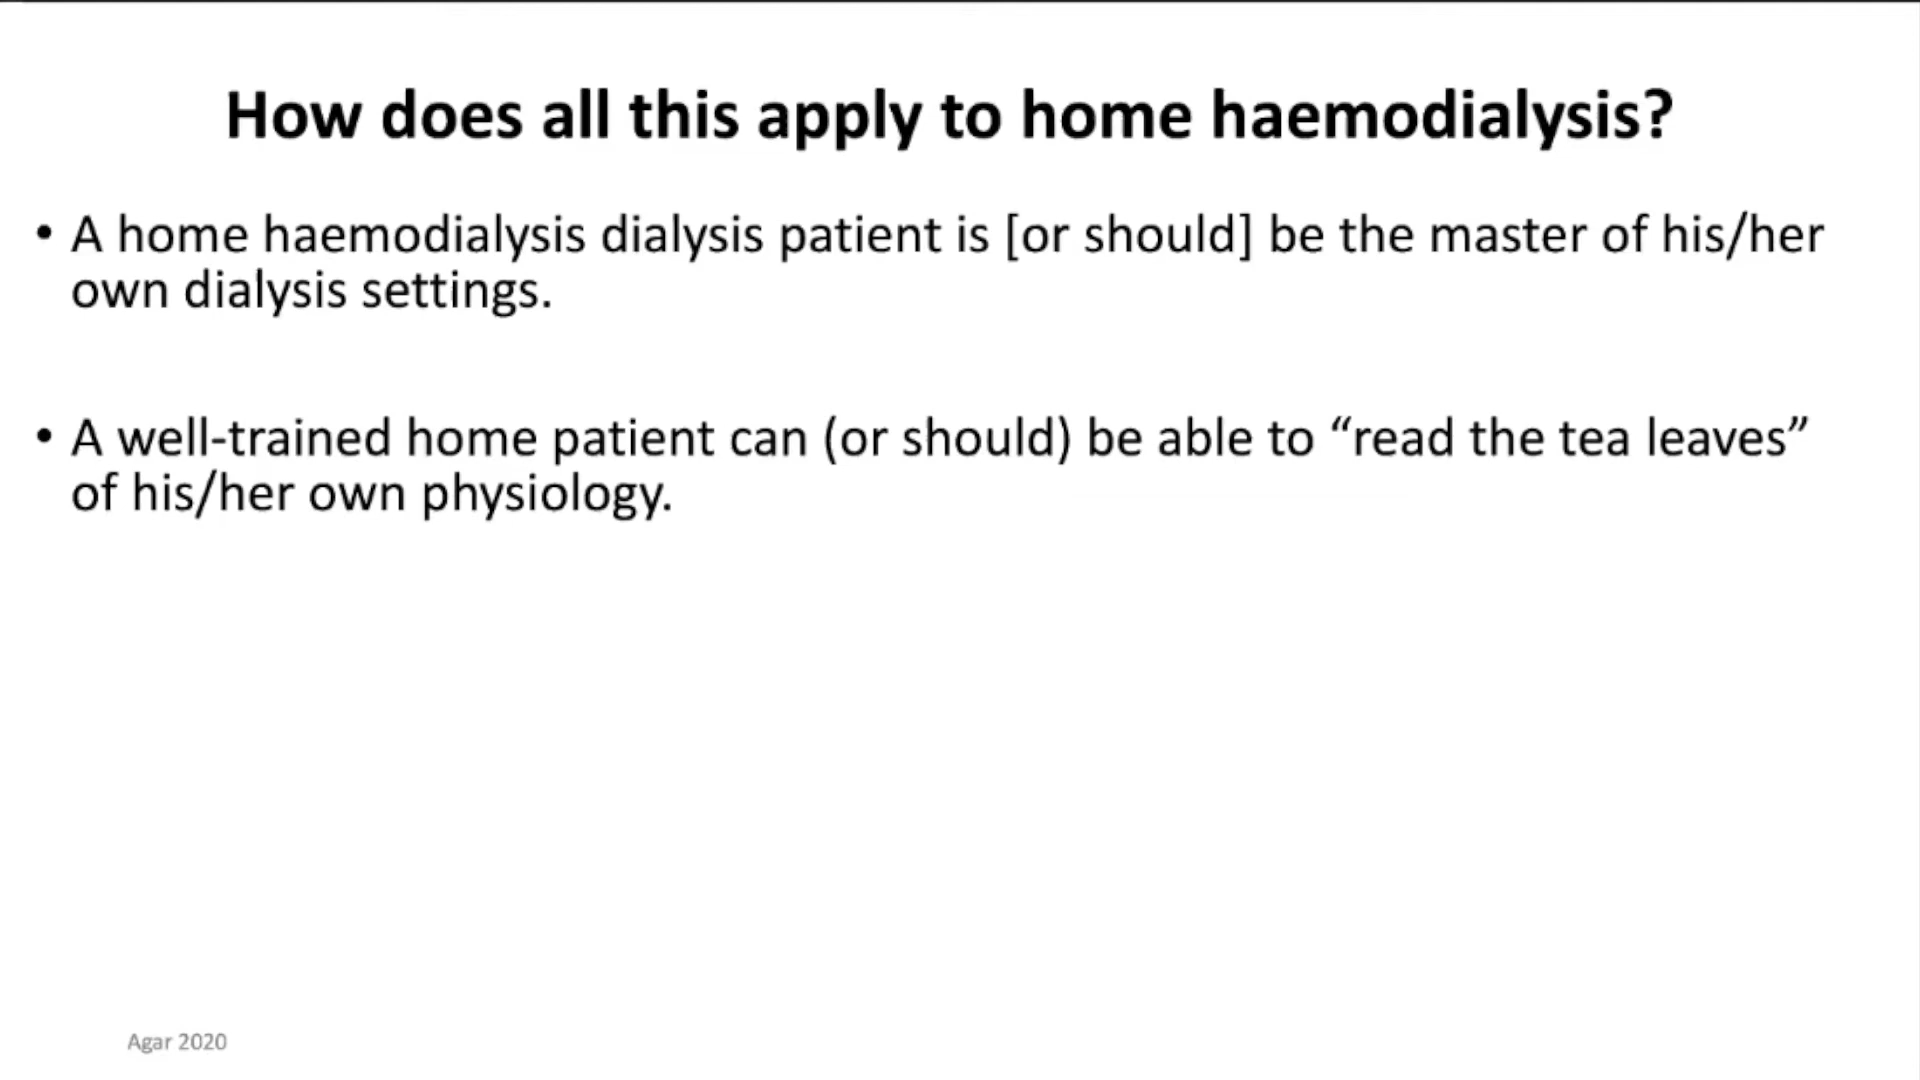 How does all this apply to home haemodialysis?
• A home haemodialysis dialysis patient is [or should] be the master of his/her
own dialysis settings.
• A well-trained home patient can (or should) be able to “read the tea leaves”
of his/her own physiology.
Agar 2020